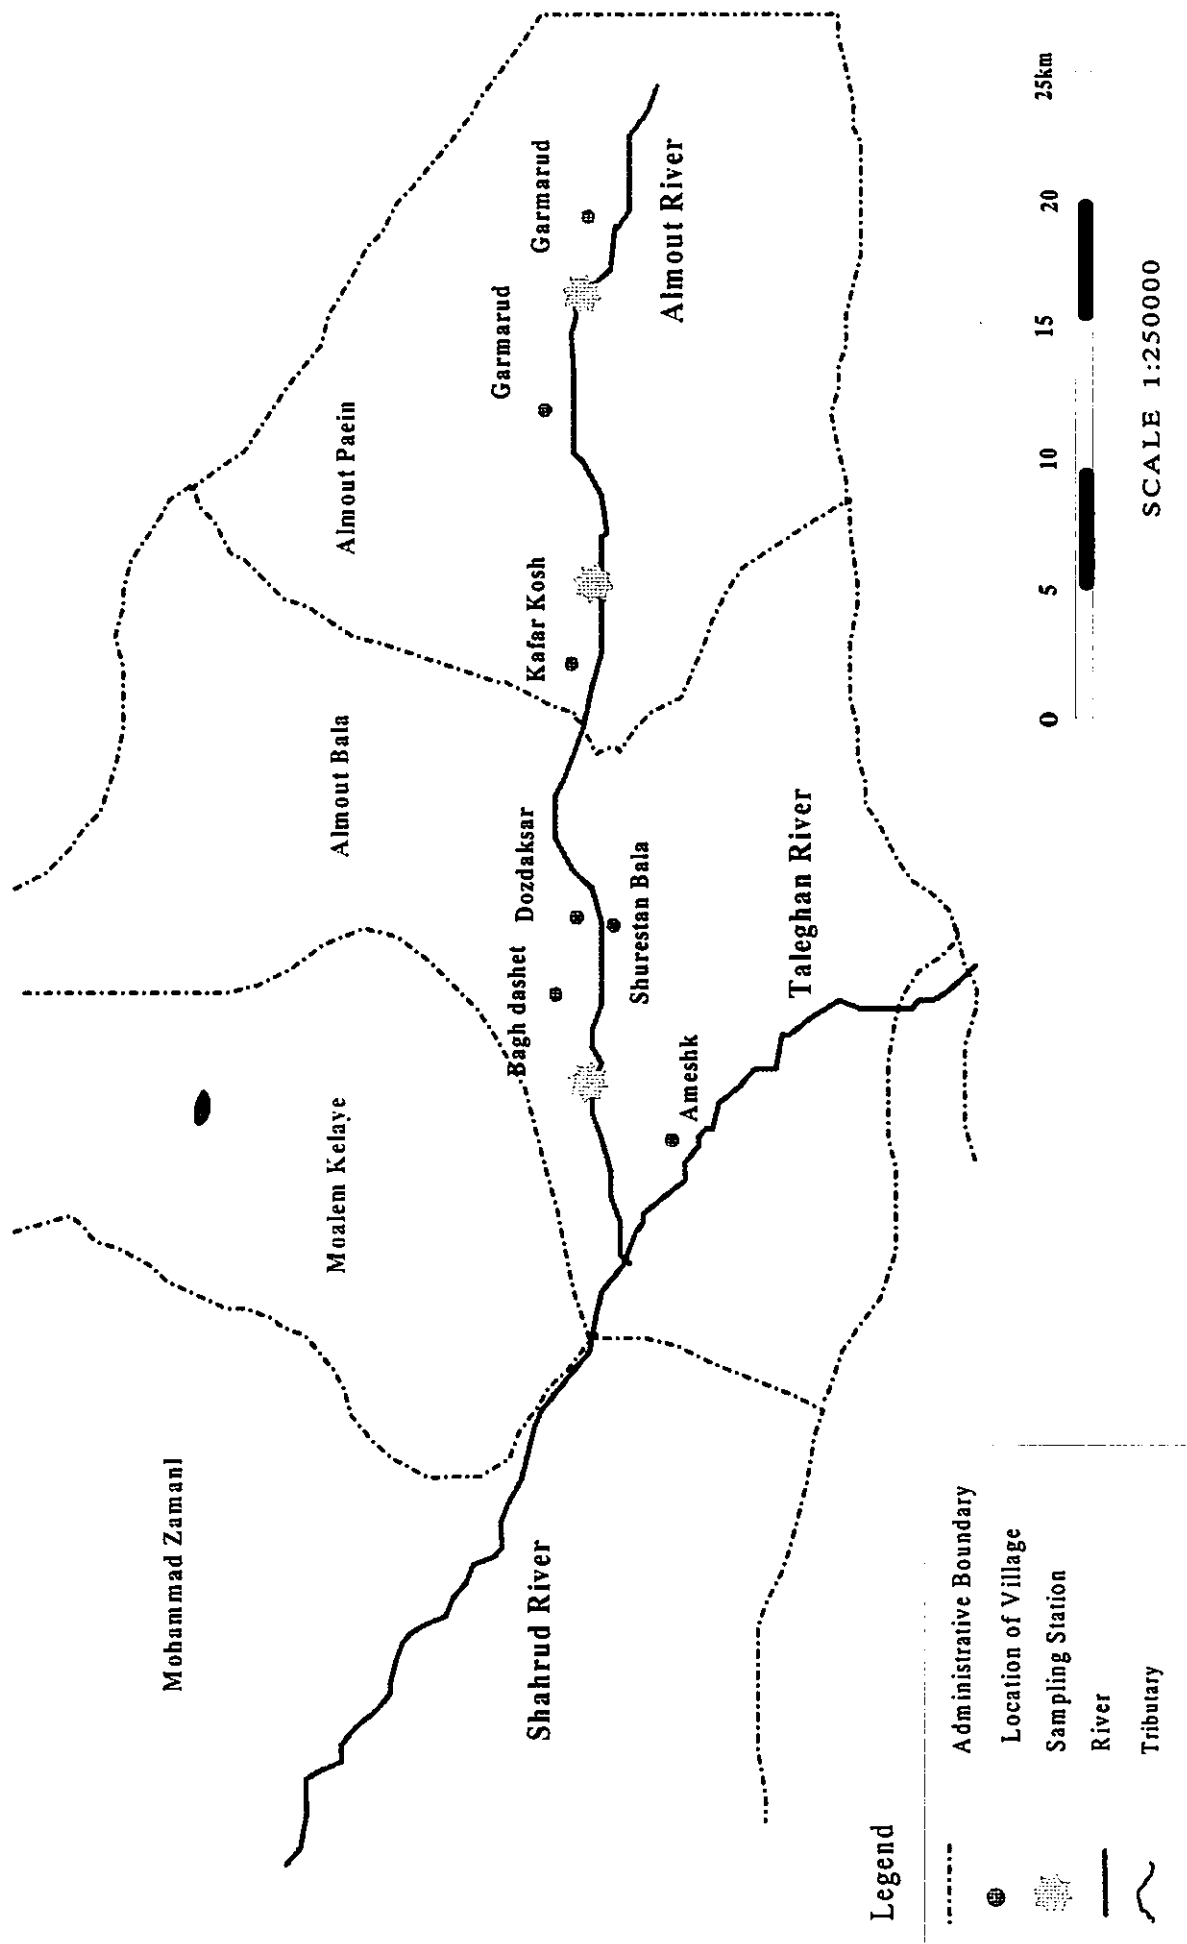 Mohammad Zamanl
Moalem Kelaye
Almout Bala
Almout Paein
Bagh dashet
Dozdaksar
Kafar Kosh
Garmarud
Garmarud
Shahrud River
Shurestan Bala
Almout River
Ameshk
Taleghan River
Legend
Administrative Boundary
Location of Village
Sampling Station
River
Tributary
0 5 10 15 20 25km
SCALE 1:250000